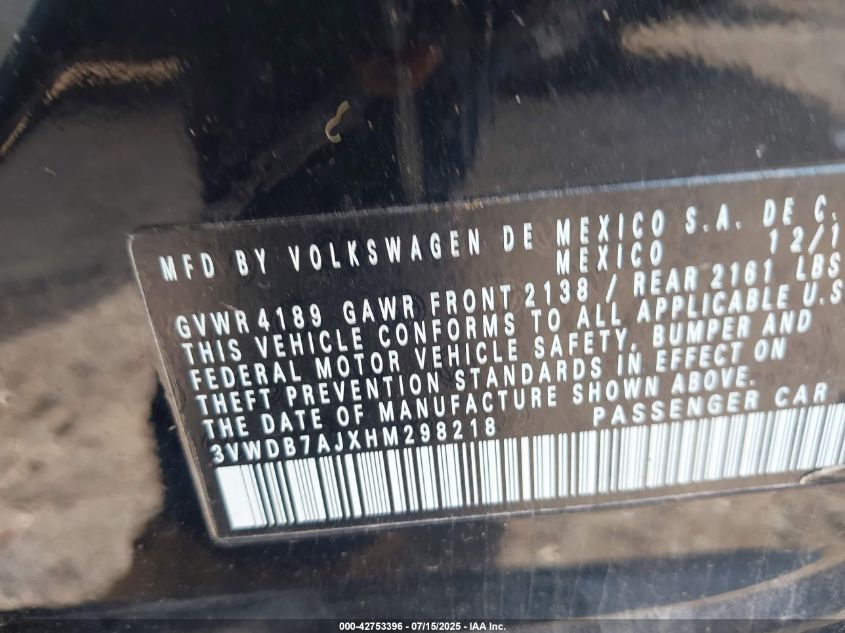 MFD BY VOLKSWAGEN DE MEXICO S.A. DE C.
MEXICO 12/1
GVWR 4189 GAWR FRONT 2138 / REAR 2161 LBS
THIS VEHICLE CONFORMS TO ALL APPLICABLE U.S
FEDERAL MOTOR VEHICLE SAFETY, BUMPER AND
THEFT PREVENTION STANDARDS IN EFFECT ON
THE DATE OF MANUFACTURE SHOWN ABOVE.
3VWDB7AJXHM298218 PASSENGER CAR
000-42753396 - 07/15/2025 - IAA Inc.